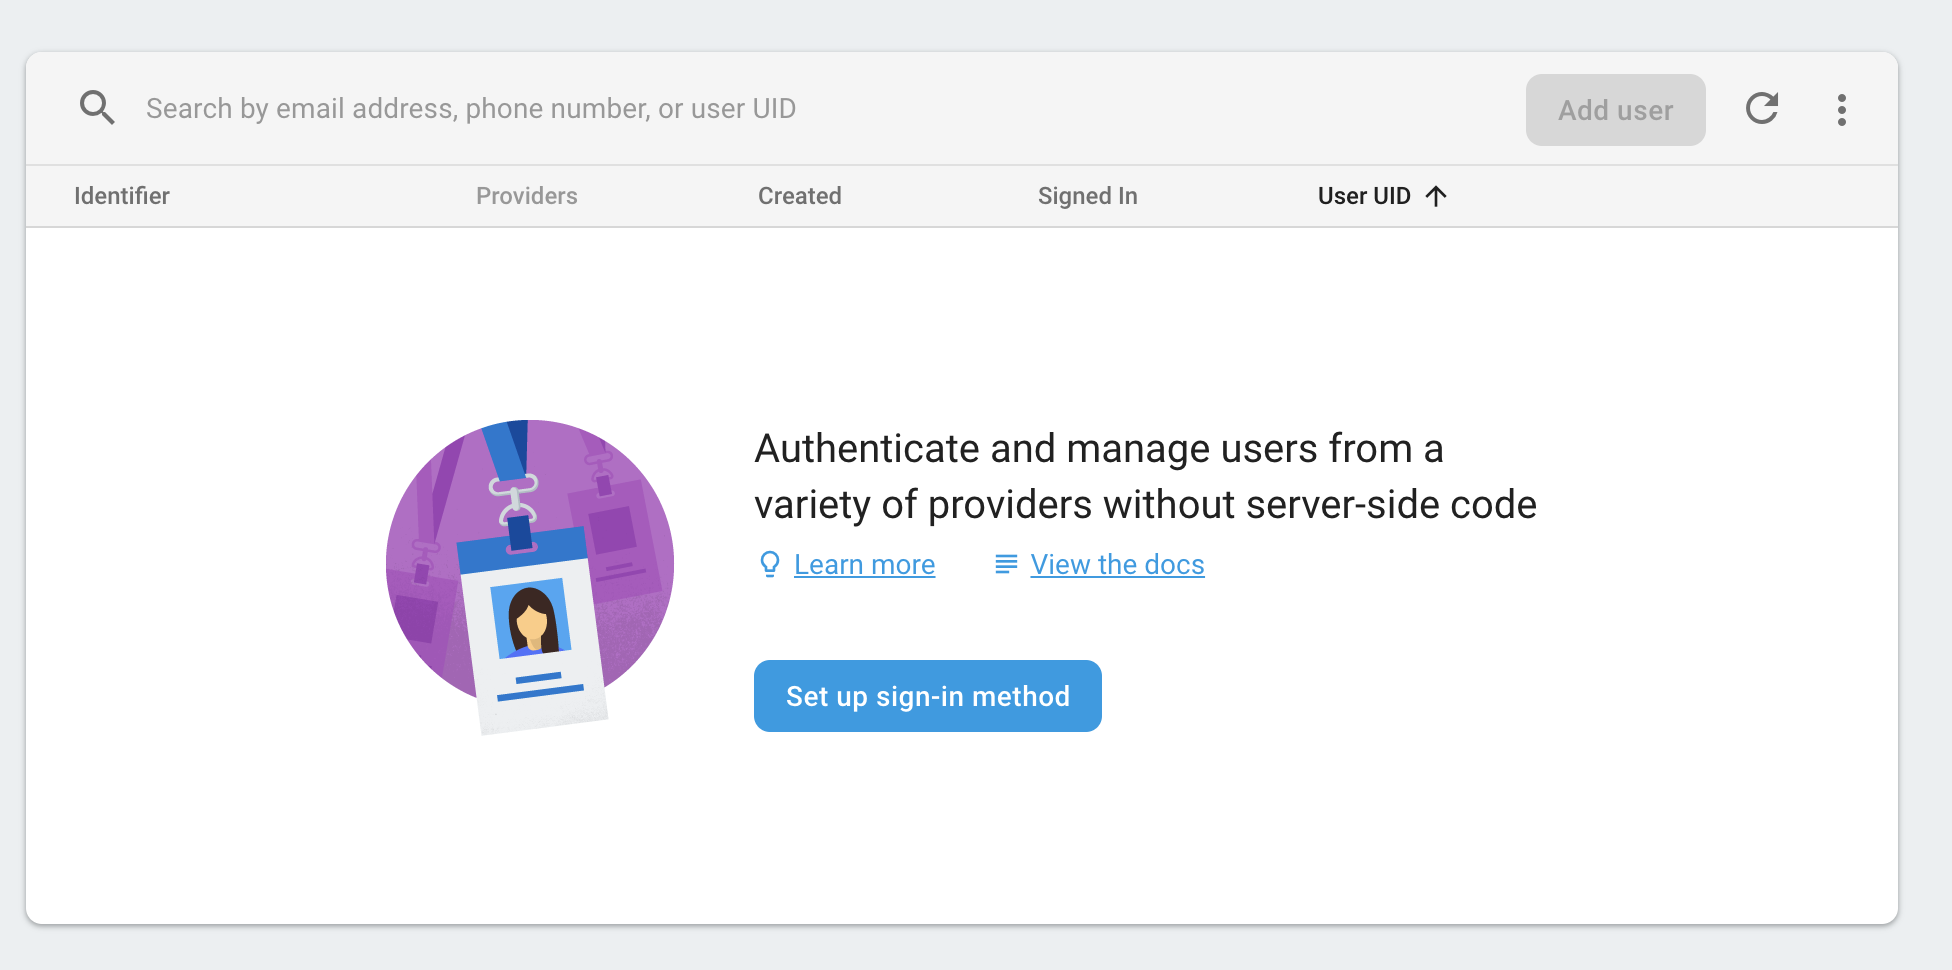 Search by email address, phone number, or user UID
Add user
Identifier
Providers
Created
Signed In
User UID
Authenticate and manage users from a
variety of providers without server-side code
Learn more
View the docs
Set up sign-in method